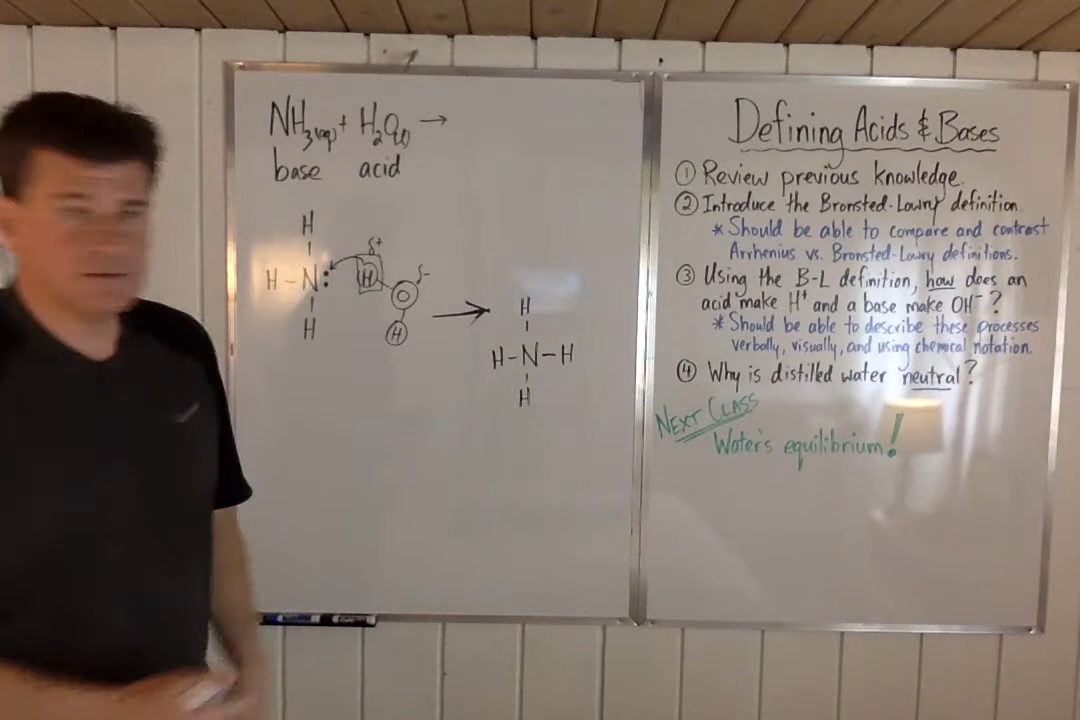 NH₃(aq) + H₂O(l) →
base acid
H
H - N :
H
δ+
H
O
δ-
H
→
H
H - N - H
H
Defining Acids & Bases
① Review previous knowledge.
② Introduce the Bronsted-Lowry definition.
* Should be able to compare and contrast
Arrhenius vs. Bronsted-Lowry definitions.
③ Using the B-L definition, how does an
acid make H⁺ and a base make OH⁻?
* Should be able to describe these processes
verbally, visually, and using chemical notation.
④ Why is distilled water neutral?
NEXT CLASS
Water's equilibrium!